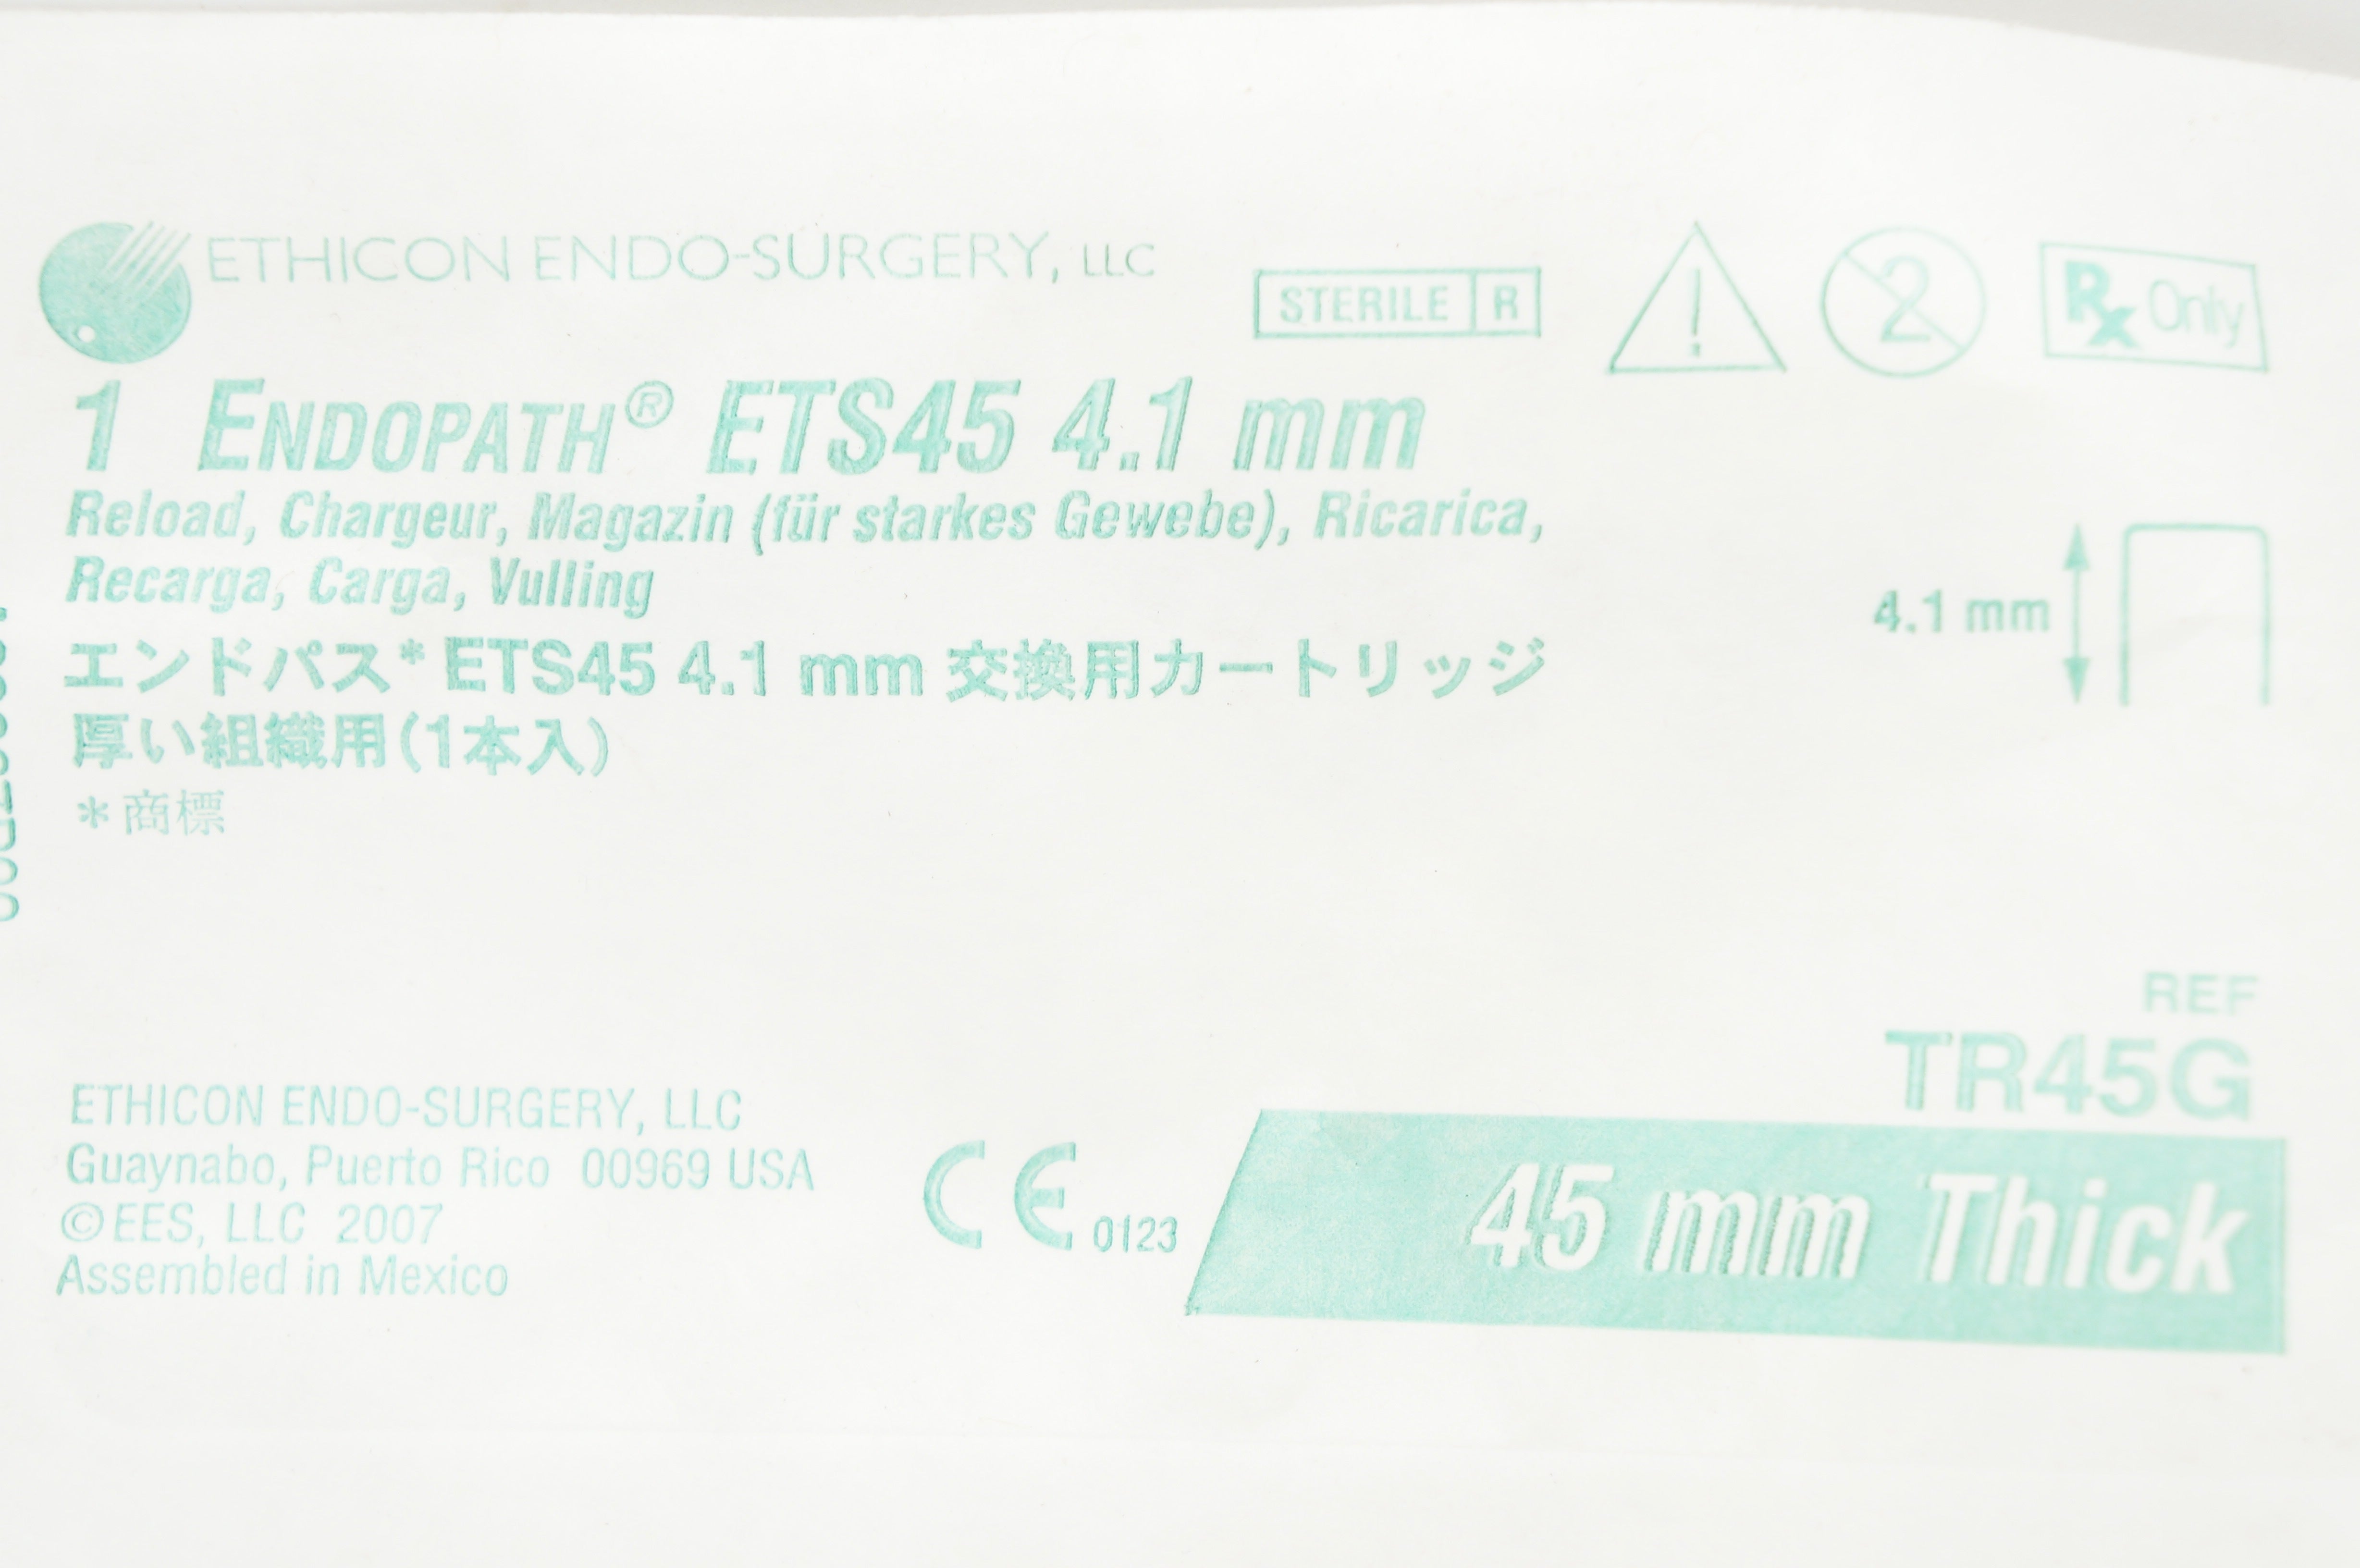 ETHICON ENDO-SURGERY, LLC
STERILE R
!
2
Rx Only
1 ENDOPATH® ETS45 4.1 mm
Reload, Chargeur, Magazin (für starkes Gewebe), Ricarica,
Recarga, Carga, Vulling
エンドパス* ETS45 4.1 mm 交換用カートリッジ
厚い組織用(1本入)
*商標
4.1 mm
REF
TR45G
45 mm Thick
ETHICON ENDO-SURGERY, LLC
Guaynabo, Puerto Rico 00969 USA
©EES, LLC 2007
Assembled in Mexico
CE 0123